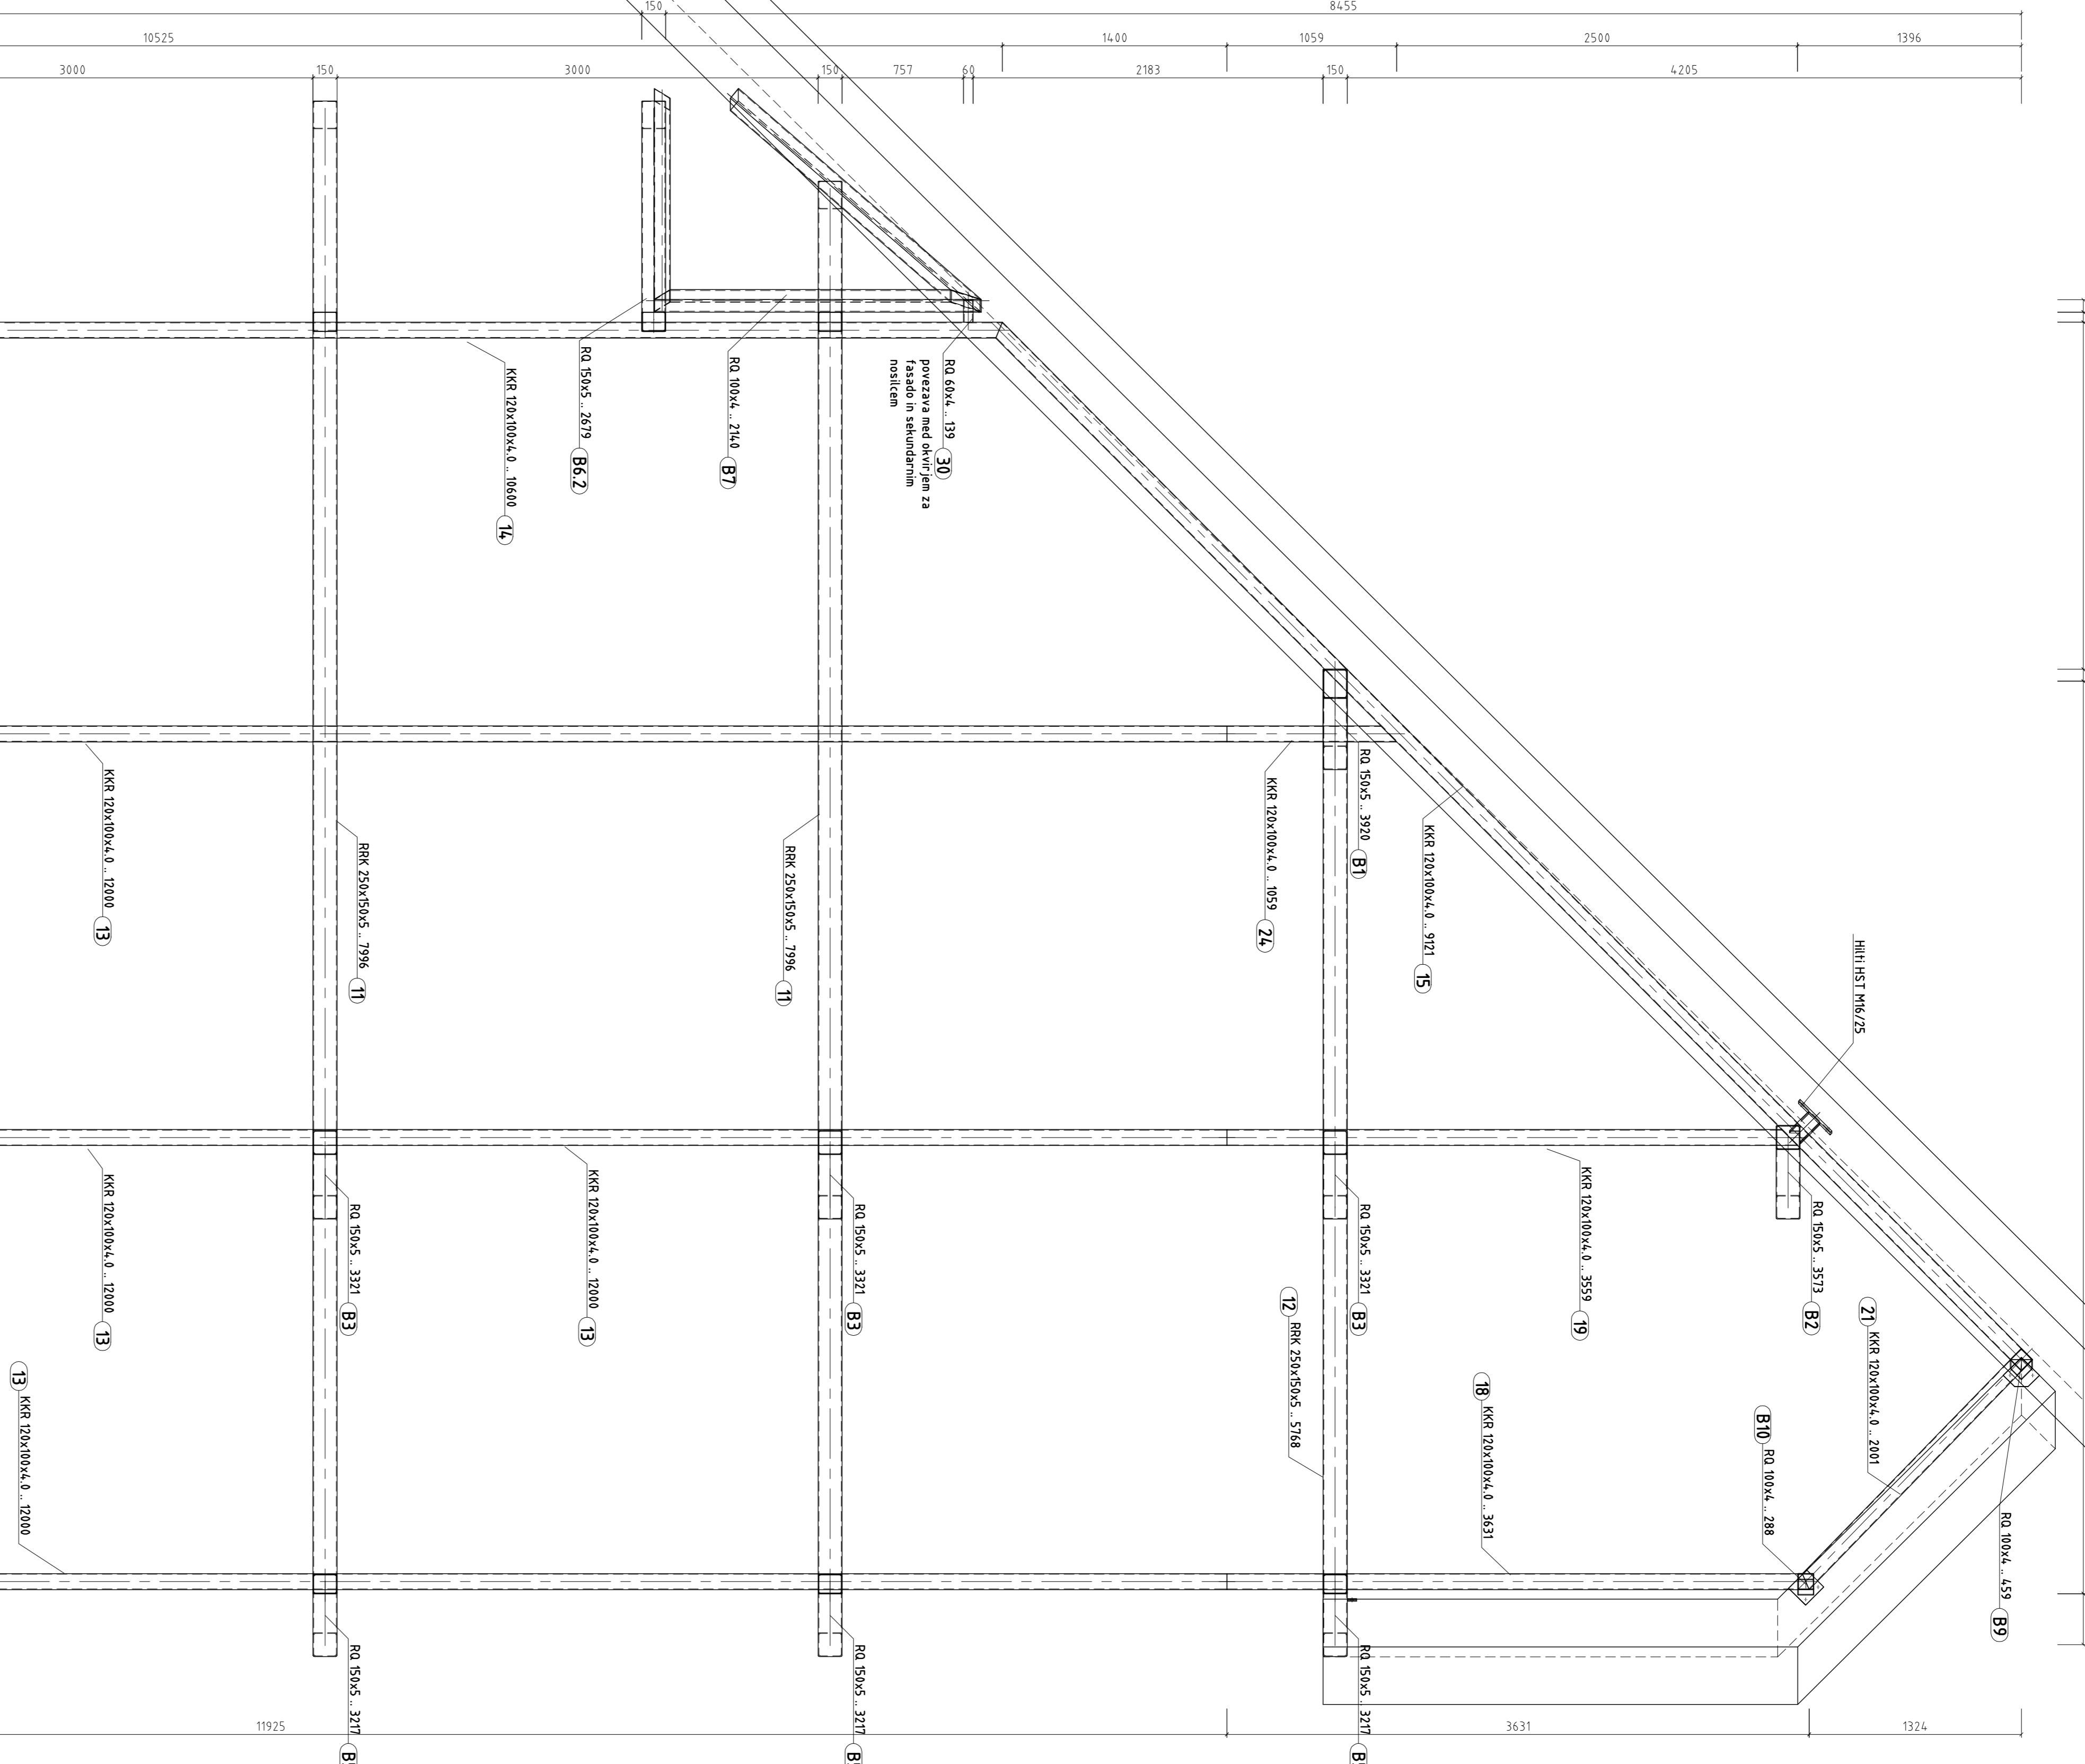 150
8455
10525
1400
1059
2500
1396
3000
150
3000
150
757
60
2183
150
4205
RQ 150x5 .. 2679
B6.2
KKR 120x100x4.0 .. 10600
14
RQ 100x4 .. 2140
B7
RQ 60x4 .. 139
30
povezava med okvirjem za
fasado in sekundarnim
nosilcem
KKR 120x100x4.0 .. 12000
13
RRK 250x150x5 .. 7996
11
RRK 250x150x5 .. 7996
11
KKR 120x100x4.0 .. 1059
24
RQ 150x5 .. 3920
B1
KKR 120x100x4.0 .. 9121
15
Hilti HST M16/25
KKR 120x100x4.0 .. 12000
13
RQ 150x5 .. 3321
B3
KKR 120x100x4.0 .. 12000
13
RQ 150x5 .. 3321
B3
RQ 150x5 .. 3321
B3
KKR 120x100x4.0 .. 3559
19
RQ 150x5 .. 3573
B2
21
KKR 120x100x4.0 .. 2001
12
RRK 250x150x5 .. 5768
18
KKR 120x100x4.0 .. 3631
B10
RQ 100x4 .. 288
RQ 100x4 .. 459
B9
13
KKR 120x100x4.0 .. 12000
RQ 150x5 .. 3217
RQ 150x5 .. 3217
RQ 150x5 .. 3217
11925
3631
1324